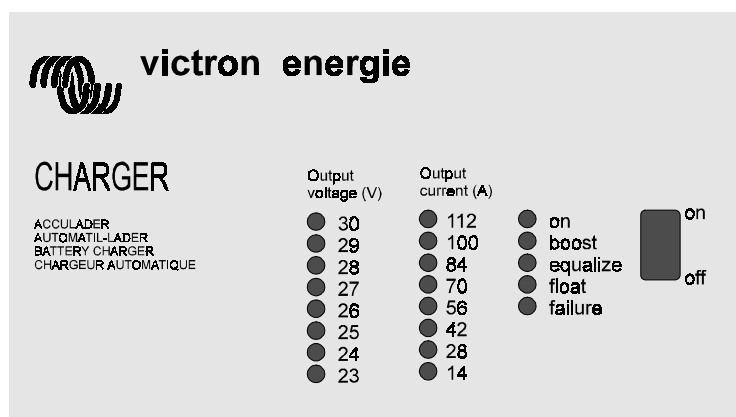 victron energie
CHARGER
ACCULADER
AUTOMATIL-LADER
BATTERY CHARGER
CHARGEUR AUTOMATIQUE
Output
voltage (V)
30
29
28
27
26
25
24
23
Output
current (A)
112
100
84
70
56
42
28
14
on
boost
equalize
float
failure
on
off